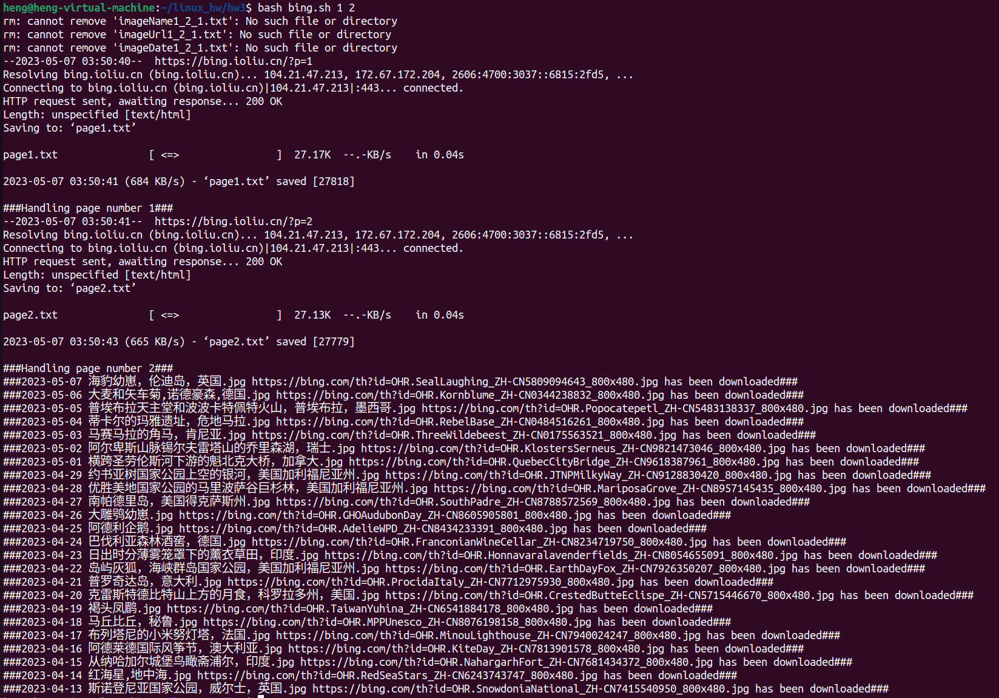 heng@heng-virtual-machine:~/linux_hw/hw3$ bash bing.sh 1 2
rm: cannot remove 'imageName1_2_1.txt': No such file or directory
rm: cannot remove 'imageUrl1_2_1.txt': No such file or directory
rm: cannot remove 'imageDate1_2_1.txt': No such file or directory
--2023-05-07 03:50:40--  https://bing.ioliu.cn/?p=1
Resolving bing.ioliu.cn (bing.ioliu.cn)... 104.21.47.213, 172.67.172.204, 2606:4700:3037::6815:2fd5, ...
Connecting to bing.ioliu.cn (bing.ioliu.cn)|104.21.47.213|:443... connected.
HTTP request sent, awaiting response... 200 OK
Length: unspecified [text/html]
Saving to: ‘page1.txt’
page1.txt               [ <=>                ]  27.17K  --.-KB/s    in 0.04s
2023-05-07 03:50:41 (684 KB/s) - ‘page1.txt’ saved [27818]
###Handling page number 1###
--2023-05-07 03:50:41--  https://bing.ioliu.cn/?p=2
Resolving bing.ioliu.cn (bing.ioliu.cn)... 104.21.47.213, 172.67.172.204, 2606:4700:3037::6815:2fd5, ...
Connecting to bing.ioliu.cn (bing.ioliu.cn)|104.21.47.213|:443... connected.
HTTP request sent, awaiting response... 200 OK
Length: unspecified [text/html]
Saving to: ‘page2.txt’
page2.txt               [ <=>                ]  27.13K  --.-KB/s    in 0.04s
2023-05-07 03:50:43 (665 KB/s) - ‘page2.txt’ saved [27779]
###Handling page number 2###
###2023-05-07 海豹幼崽，伦迪岛，英国.jpg https://bing.com/th?id=OHR.SealLaughing_ZH-CN5809094643_800x480.jpg has been downloaded###
###2023-05-06 大麦和矢车菊,诺德豪森,德国.jpg https://bing.com/th?id=OHR.Kornblume_ZH-CN0344238832_800x480.jpg has been downloaded###
###2023-05-05 普埃布拉天主堂和波波卡特佩特火山，普埃布拉，墨西哥.jpg https://bing.com/th?id=OHR.Popocatepetl_ZH-CN5483138337_800x480.jpg has been downloaded###
###2023-05-04 蒂卡尔的玛雅遗址，危地马拉.jpg https://bing.com/th?id=OHR.RebelBase_ZH-CN0484516261_800x480.jpg has been downloaded###
###2023-05-03 马赛马拉的角马，肯尼亚.jpg https://bing.com/th?id=OHR.ThreeWildebeest_ZH-CN0175563521_800x480.jpg has been downloaded###
###2023-05-02 阿尔卑斯山脉锡尔夫雷塔山的乔里森湖，瑞士.jpg https://bing.com/th?id=OHR.KlostersSerneus_ZH-CN9821473046_800x480.jpg has been downloaded###
###2023-05-01 横跨圣劳伦斯河下游的魁北克大桥，加拿大.jpg https://bing.com/th?id=OHR.QuebecCityBridge_ZH-CN9618387961_800x480.jpg has been downloaded###
###2023-04-29 约书亚树国家公园上空的银河，美国加利福尼亚州.jpg https://bing.com/th?id=OHR.JTNPMilkyWay_ZH-CN9128830420_800x480.jpg has been downloaded###
###2023-04-28 优胜美地国家公园的马里波萨谷巨杉林，美国加利福尼亚州.jpg https://bing.com/th?id=OHR.MariposaGrove_ZH-CN8957145435_800x480.jpg has been downloaded###
###2023-04-27 南帕德里岛，美国得克萨斯州.jpg https://bing.com/th?id=OHR.SouthPadre_ZH-CN8788572569_800x480.jpg has been downloaded###
###2023-04-26 大雕鸮幼崽.jpg https://bing.com/th?id=OHR.GHOAudubonDay_ZH-CN8605905801_800x480.jpg has been downloaded###
###2023-04-25 阿德利企鹅.jpg https://bing.com/th?id=OHR.AdelieWPD_ZH-CN8434233391_800x480.jpg has been downloaded###
###2023-04-24 巴伐利亚森林酒窖，德国.jpg https://bing.com/th?id=OHR.FranconianWineCellar_ZH-CN8234719750_800x480.jpg has been downloaded###
###2023-04-23 日出时分薄雾笼罩下的薰衣草田，印度.jpg https://bing.com/th?id=OHR.Honnavaralavenderfields_ZH-CN8054655091_800x480.jpg has been downloaded###
###2023-04-22 岛屿灰狐，海峡群岛国家公园，美国加利福尼亚州.jpg https://bing.com/th?id=OHR.EarthDayFox_ZH-CN7926350207_800x480.jpg has been downloaded###
###2023-04-21 普罗奇达岛，意大利.jpg https://bing.com/th?id=OHR.ProcidaItaly_ZH-CN7712975930_800x480.jpg has been downloaded###
###2023-04-20 克雷斯特德比特山上方的月食，科罗拉多州，美国.jpg https://bing.com/th?id=OHR.CrestedButteEclispe_ZH-CN5715446670_800x480.jpg has been downloaded###
###2023-04-19 褐头凤鹛.jpg https://bing.com/th?id=OHR.TaiwanYuhina_ZH-CN6541884178_800x480.jpg has been downloaded###
###2023-04-18 马丘比丘，秘鲁.jpg https://bing.com/th?id=OHR.MPPUnesco_ZH-CN8076198158_800x480.jpg has been downloaded###
###2023-04-17 布列塔尼的小米努灯塔，法国.jpg https://bing.com/th?id=OHR.MinouLighthouse_ZH-CN7940024247_800x480.jpg has been downloaded###
###2023-04-16 阿德莱德国际风筝节，澳大利亚.jpg https://bing.com/th?id=OHR.KiteDay_ZH-CN7813901578_800x480.jpg has been downloaded###
###2023-04-15 从纳哈加尔城堡鸟瞰斋浦尔，印度.jpg https://bing.com/th?id=OHR.NahargarhFort_ZH-CN7681434372_800x480.jpg has been downloaded###
###2023-04-14 红海星,地中海.jpg https://bing.com/th?id=OHR.RedSeaStars_ZH-CN6243743747_800x480.jpg has been downloaded###
###2023-04-13 斯诺登尼亚国家公园，威尔士，英国.jpg https://bing.com/th?id=OHR.SnowdoniaNational_ZH-CN7415540950_800x480.jpg has been downloaded###